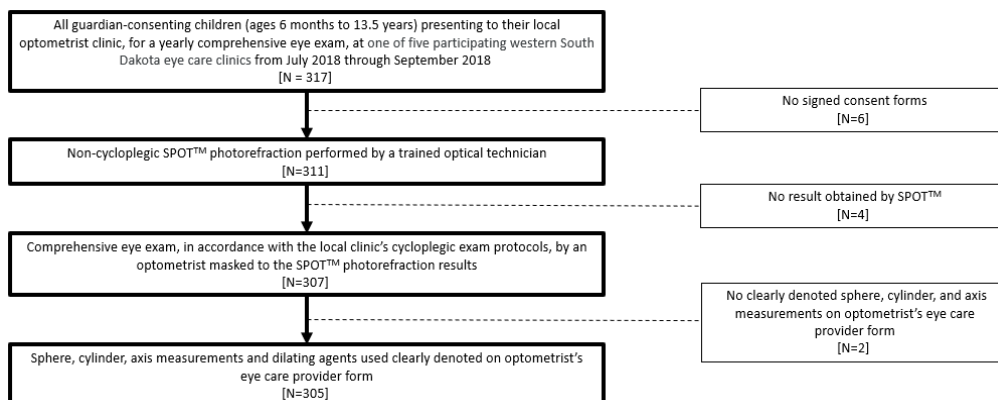 All guardian-consenting children (ages 6 months to 13.5 years) presenting to their local
optometrist clinic, for a yearly comprehensive eye exam, at one of five participating western South
Dakota eye care clinics from July 2018 through September 2018
[N = 317]
No signed consent forms
[N=6]
Non-cycloplegic SPOT™ photorefraction performed by a trained optical technician
[N=311]
No result obtained by SPOT™
[N=4]
Comprehensive eye exam, in accordance with the local clinic's cycloplegic exam protocols, by an
optometrist masked to the SPOT™ photorefraction results
[N=307]
No clearly denoted sphere, cylinder, and axis
measurements on optometrist's eye care
provider form
[N=2]
Sphere, cylinder, axis measurements and dilating agents used clearly denoted on optometrist's
eye care provider form
[N=305]